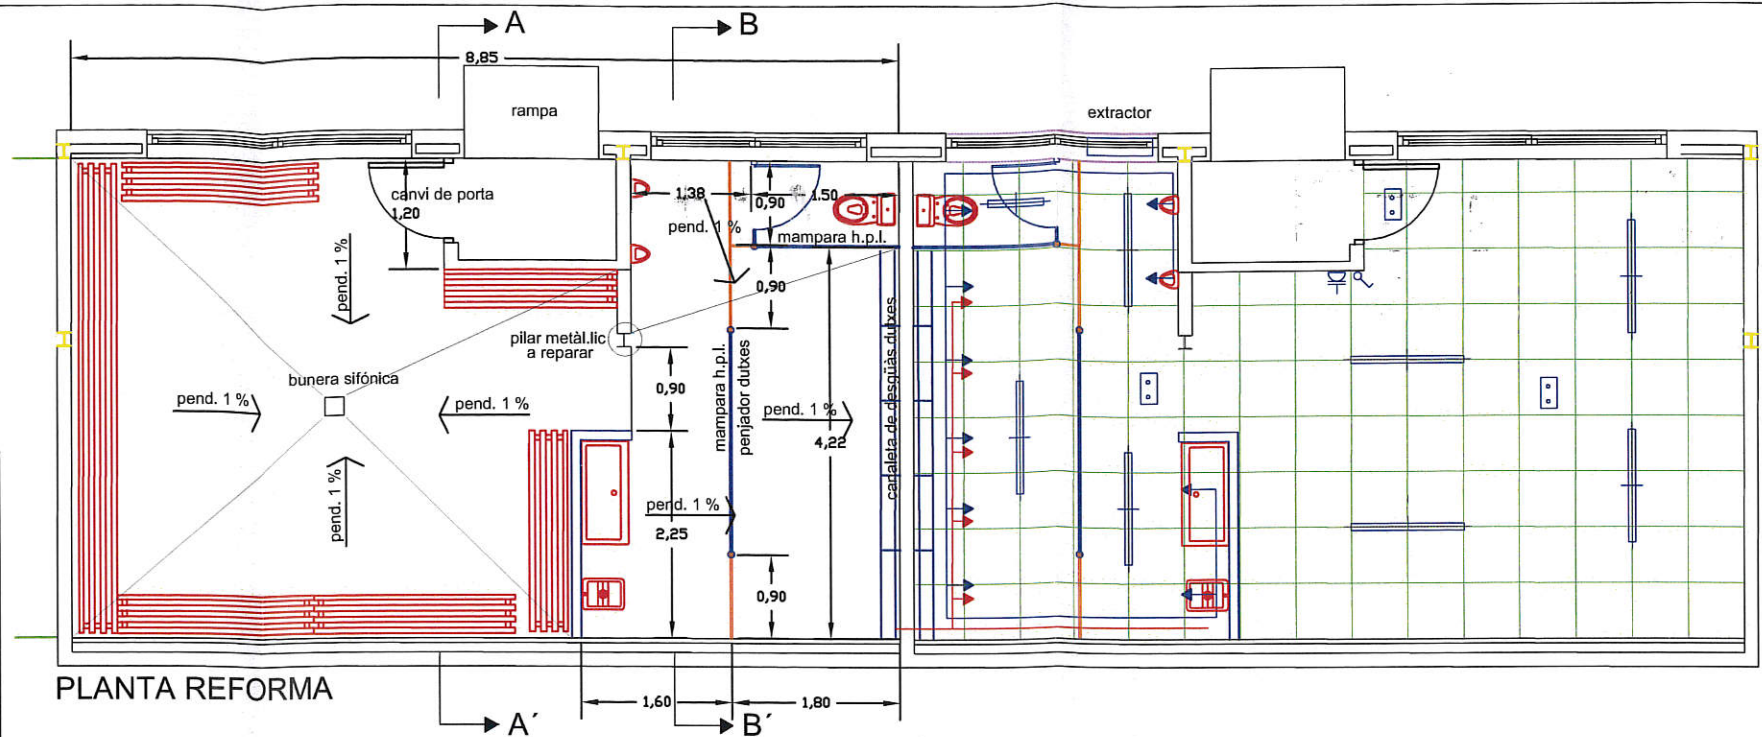 A
B
8,85
rampa
extractor
canvi de porta
1,20
1,38
0,90
1.50
pend. 1 %
mampara h.p.l.
pend. 1 %
0,90
pilar metàl.lic
a reparar
bunera sifónica
pend. 1 %
pend. 1 %
0,90
mampara h.p.l.
penjador dutxes
pend. 1 %
4,22
canaleta de desgüàs dutxes
pend. 1 %
pend. 1 %
2,25
0,90
PLANTA REFORMA
1,60
1,80
A´
B´